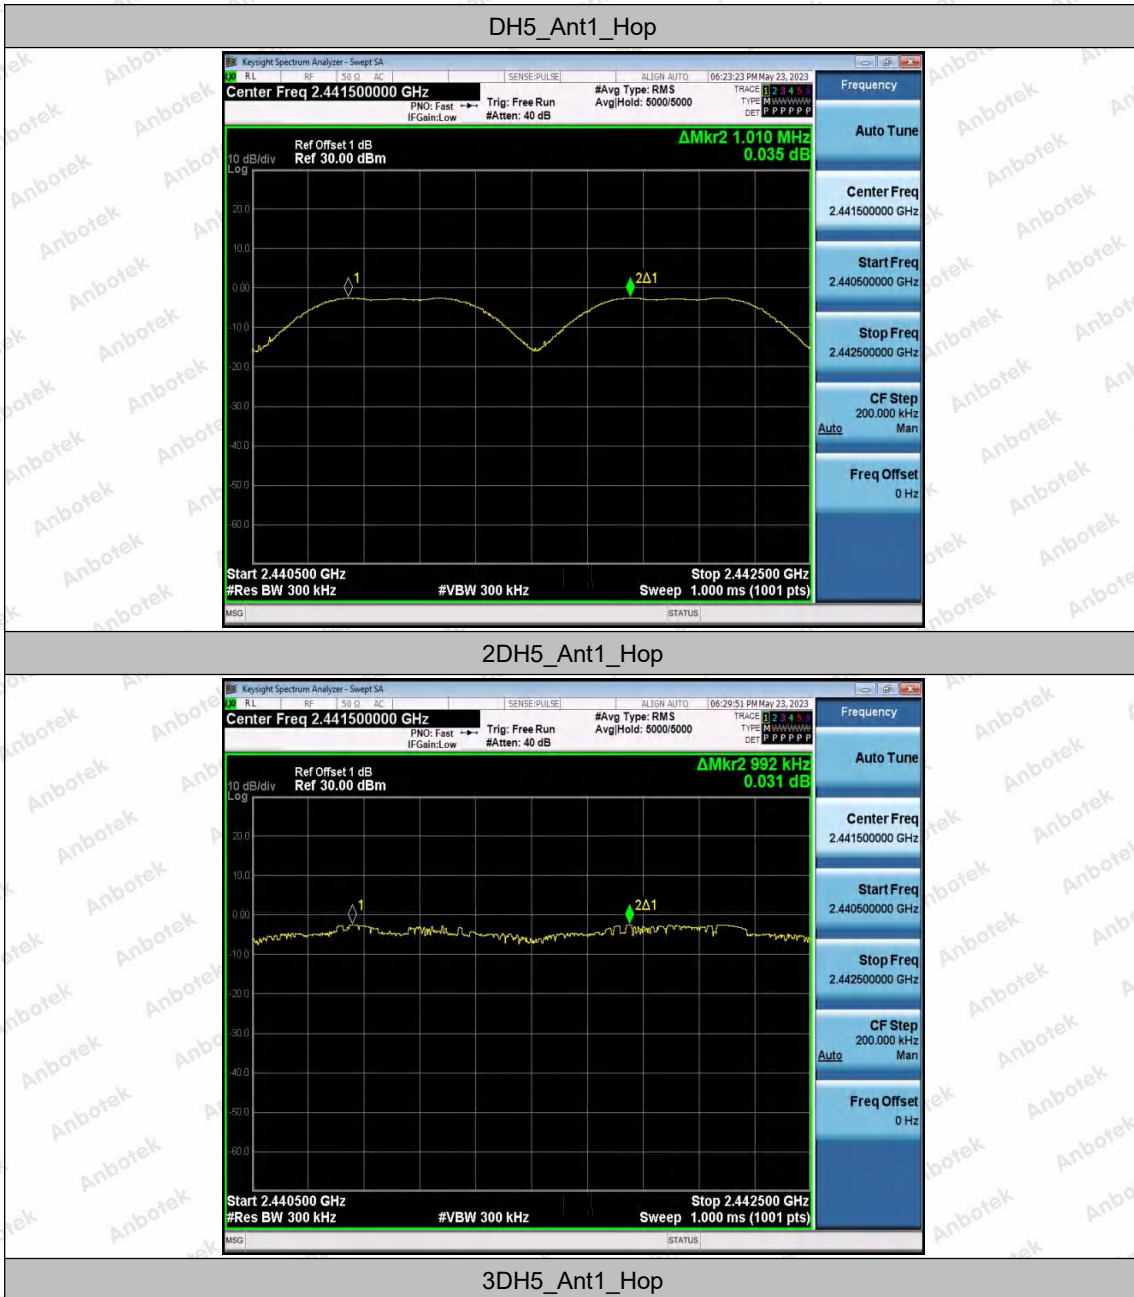 DH5_Ant1_Hop
Keysight Spectrum Analyzer - Swept SA
RL RF 50 Ω AC SENSE:PULSE ALIGN AUTO 06:23:23 PM May 23, 2023
Center Freq 2.441500000 GHz
PNO: Fast
IFGain:Low
Trig: Free Run
#Atten: 40 dB
#Avg Type: RMS
Avg|Hold: 5000/5000
TRACE 1 2 3 4 5 6
TYPE M WWWWW
DET P P P P P P
Frequency
Auto Tune
Center Freq
2.441500000 GHz
Start Freq
2.440500000 GHz
Stop Freq
2.442500000 GHz
CF Step
200.000 kHz
Auto Man
Freq Offset
0 Hz
ΔMkr2 1.010 MHz
0.035 dB
Ref Offset 1 dB
10 dB/div Ref 30.00 dBm
Log
20.0
10.0
0.00
-10.0
-20.0
-30.0
-40.0
-50.0
-60.0
1
2Δ1
Start 2.440500 GHz Stop 2.442500 GHz
#Res BW 300 kHz #VBW 300 kHz Sweep 1.000 ms (1001 pts)
MSG STATUS
2DH5_Ant1_Hop
Keysight Spectrum Analyzer - Swept SA
RL RF 50 Ω AC SENSE:PULSE ALIGN AUTO 06:29:51 PM May 23, 2023
Center Freq 2.441500000 GHz
PNO: Fast
IFGain:Low
Trig: Free Run
#Atten: 40 dB
#Avg Type: RMS
Avg|Hold: 5000/5000
TRACE 1 2 3 4 5 6
TYPE M WWWWW
DET P P P P P P
Frequency
Auto Tune
Center Freq
2.441500000 GHz
Start Freq
2.440500000 GHz
Stop Freq
2.442500000 GHz
CF Step
200.000 kHz
Auto Man
Freq Offset
0 Hz
ΔMkr2 992 kHz
0.031 dB
Ref Offset 1 dB
10 dB/div Ref 30.00 dBm
Log
20.0
10.0
0.00
-10.0
-20.0
-30.0
-40.0
-50.0
-60.0
1
2Δ1
Start 2.440500 GHz Stop 2.442500 GHz
#Res BW 300 kHz #VBW 300 kHz Sweep 1.000 ms (1001 pts)
MSG STATUS
3DH5_Ant1_Hop
Anbotek